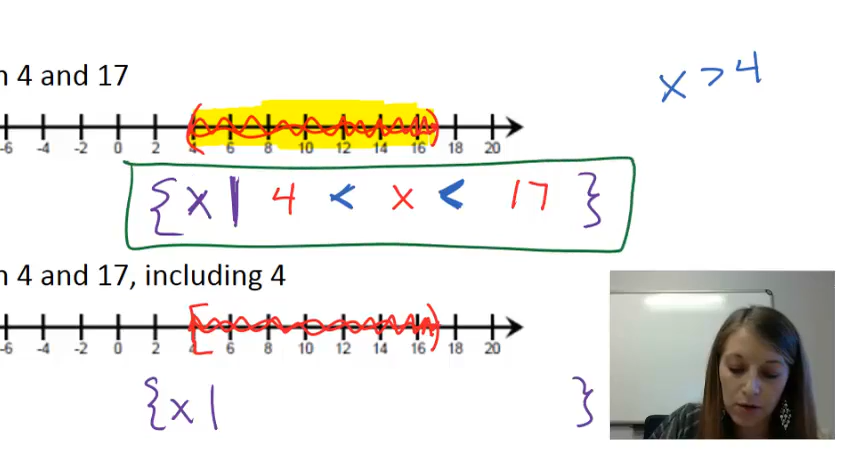 n 4 and 17
x > 4
-6 -4 -2 0 2 4 6 8 10 12 14 16 18 20
{x | 4 < x < 17}
n 4 and 17, including 4
-6 -4 -2 0 2 4 6 8 10 12 14 16 18 20
{x | }